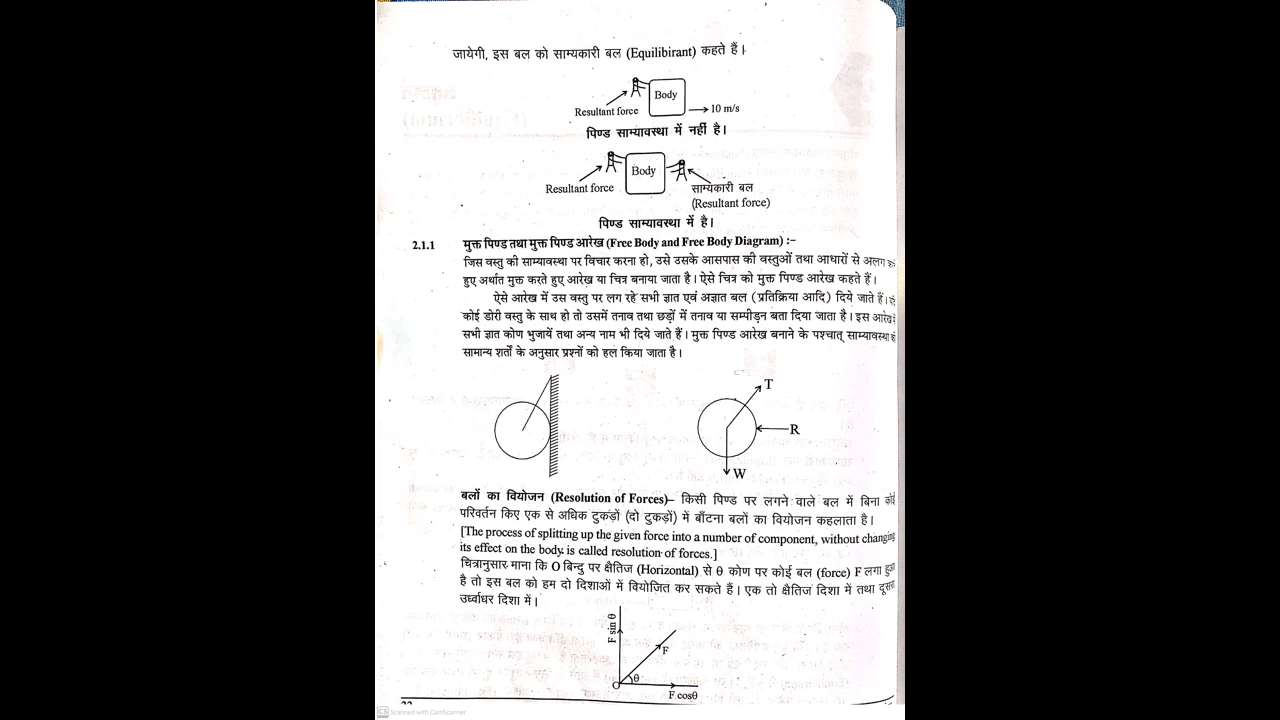 जायेगी, इस बल को साम्यकारी बल (Equilibirant) कहते हैं।
Body
Resultant force
10 m/s
पिण्ड साम्यावस्था में नहीं है।
Body
Resultant force
साम्यकारी बल
(Resultant force)
पिण्ड साम्यावस्था में है।
2.1.1 मुक्त पिण्ड तथा मुक्त पिण्ड आरेख (Free Body and Free Body Diagram) :–
जिस वस्तु की साम्यावस्था पर विचार करना हो, उसे उसके आसपास की वस्तुओं तथा आधारों से अलग
हुए अर्थात मुक्त करते हुए आरेख या चित्र बनाया जाता है। ऐसे चित्र को मुक्त पिण्ड आरेख कहते हैं।
ऐसे आरेख में उस वस्तु पर लग रहे सभी ज्ञात एवं अज्ञात बल (प्रतिक्रिया आदि) दिये जाते हैं।
कोई डोरी वस्तु के साथ हो तो उसमें तनाव तथा छड़ों में तनाव या सम्पीड़न बता दिया जाता है। इस आरेख
सभी ज्ञात कोण भुजायें तथा अन्य नाम भी दिये जाते हैं। मुक्त पिण्ड आरेख बनाने के पश्चात् साम्यावस्था
सामान्य शर्तों के अनुसार प्रश्नों को हल किया जाता है।
T
R
W
बलों का वियोजन (Resolution of Forces)– किसी पिण्ड पर लगने वाले बल में बिना कोई
परिवर्तन किए एक से अधिक टुकड़ों (दो टुकड़ों) में बाँटना बलों का वियोजन कहलाता है।
[The process of splitting up the given force into a number of component, without changing
its effect on the body is called resolution of forces.]
चित्रानुसार माना कि O बिन्दु पर क्षैतिज (Horizontal) से θ कोण पर कोई बल (force) F लगा हुआ
है तो इस बल को हम दो दिशाओं में वियोजित कर सकते हैं। एक तो क्षैतिज दिशा में तथा दूसरा
उर्ध्वाधर दिशा में।
F sin θ
F
θ
O
F cosθ
CS Scanned with CamScanner